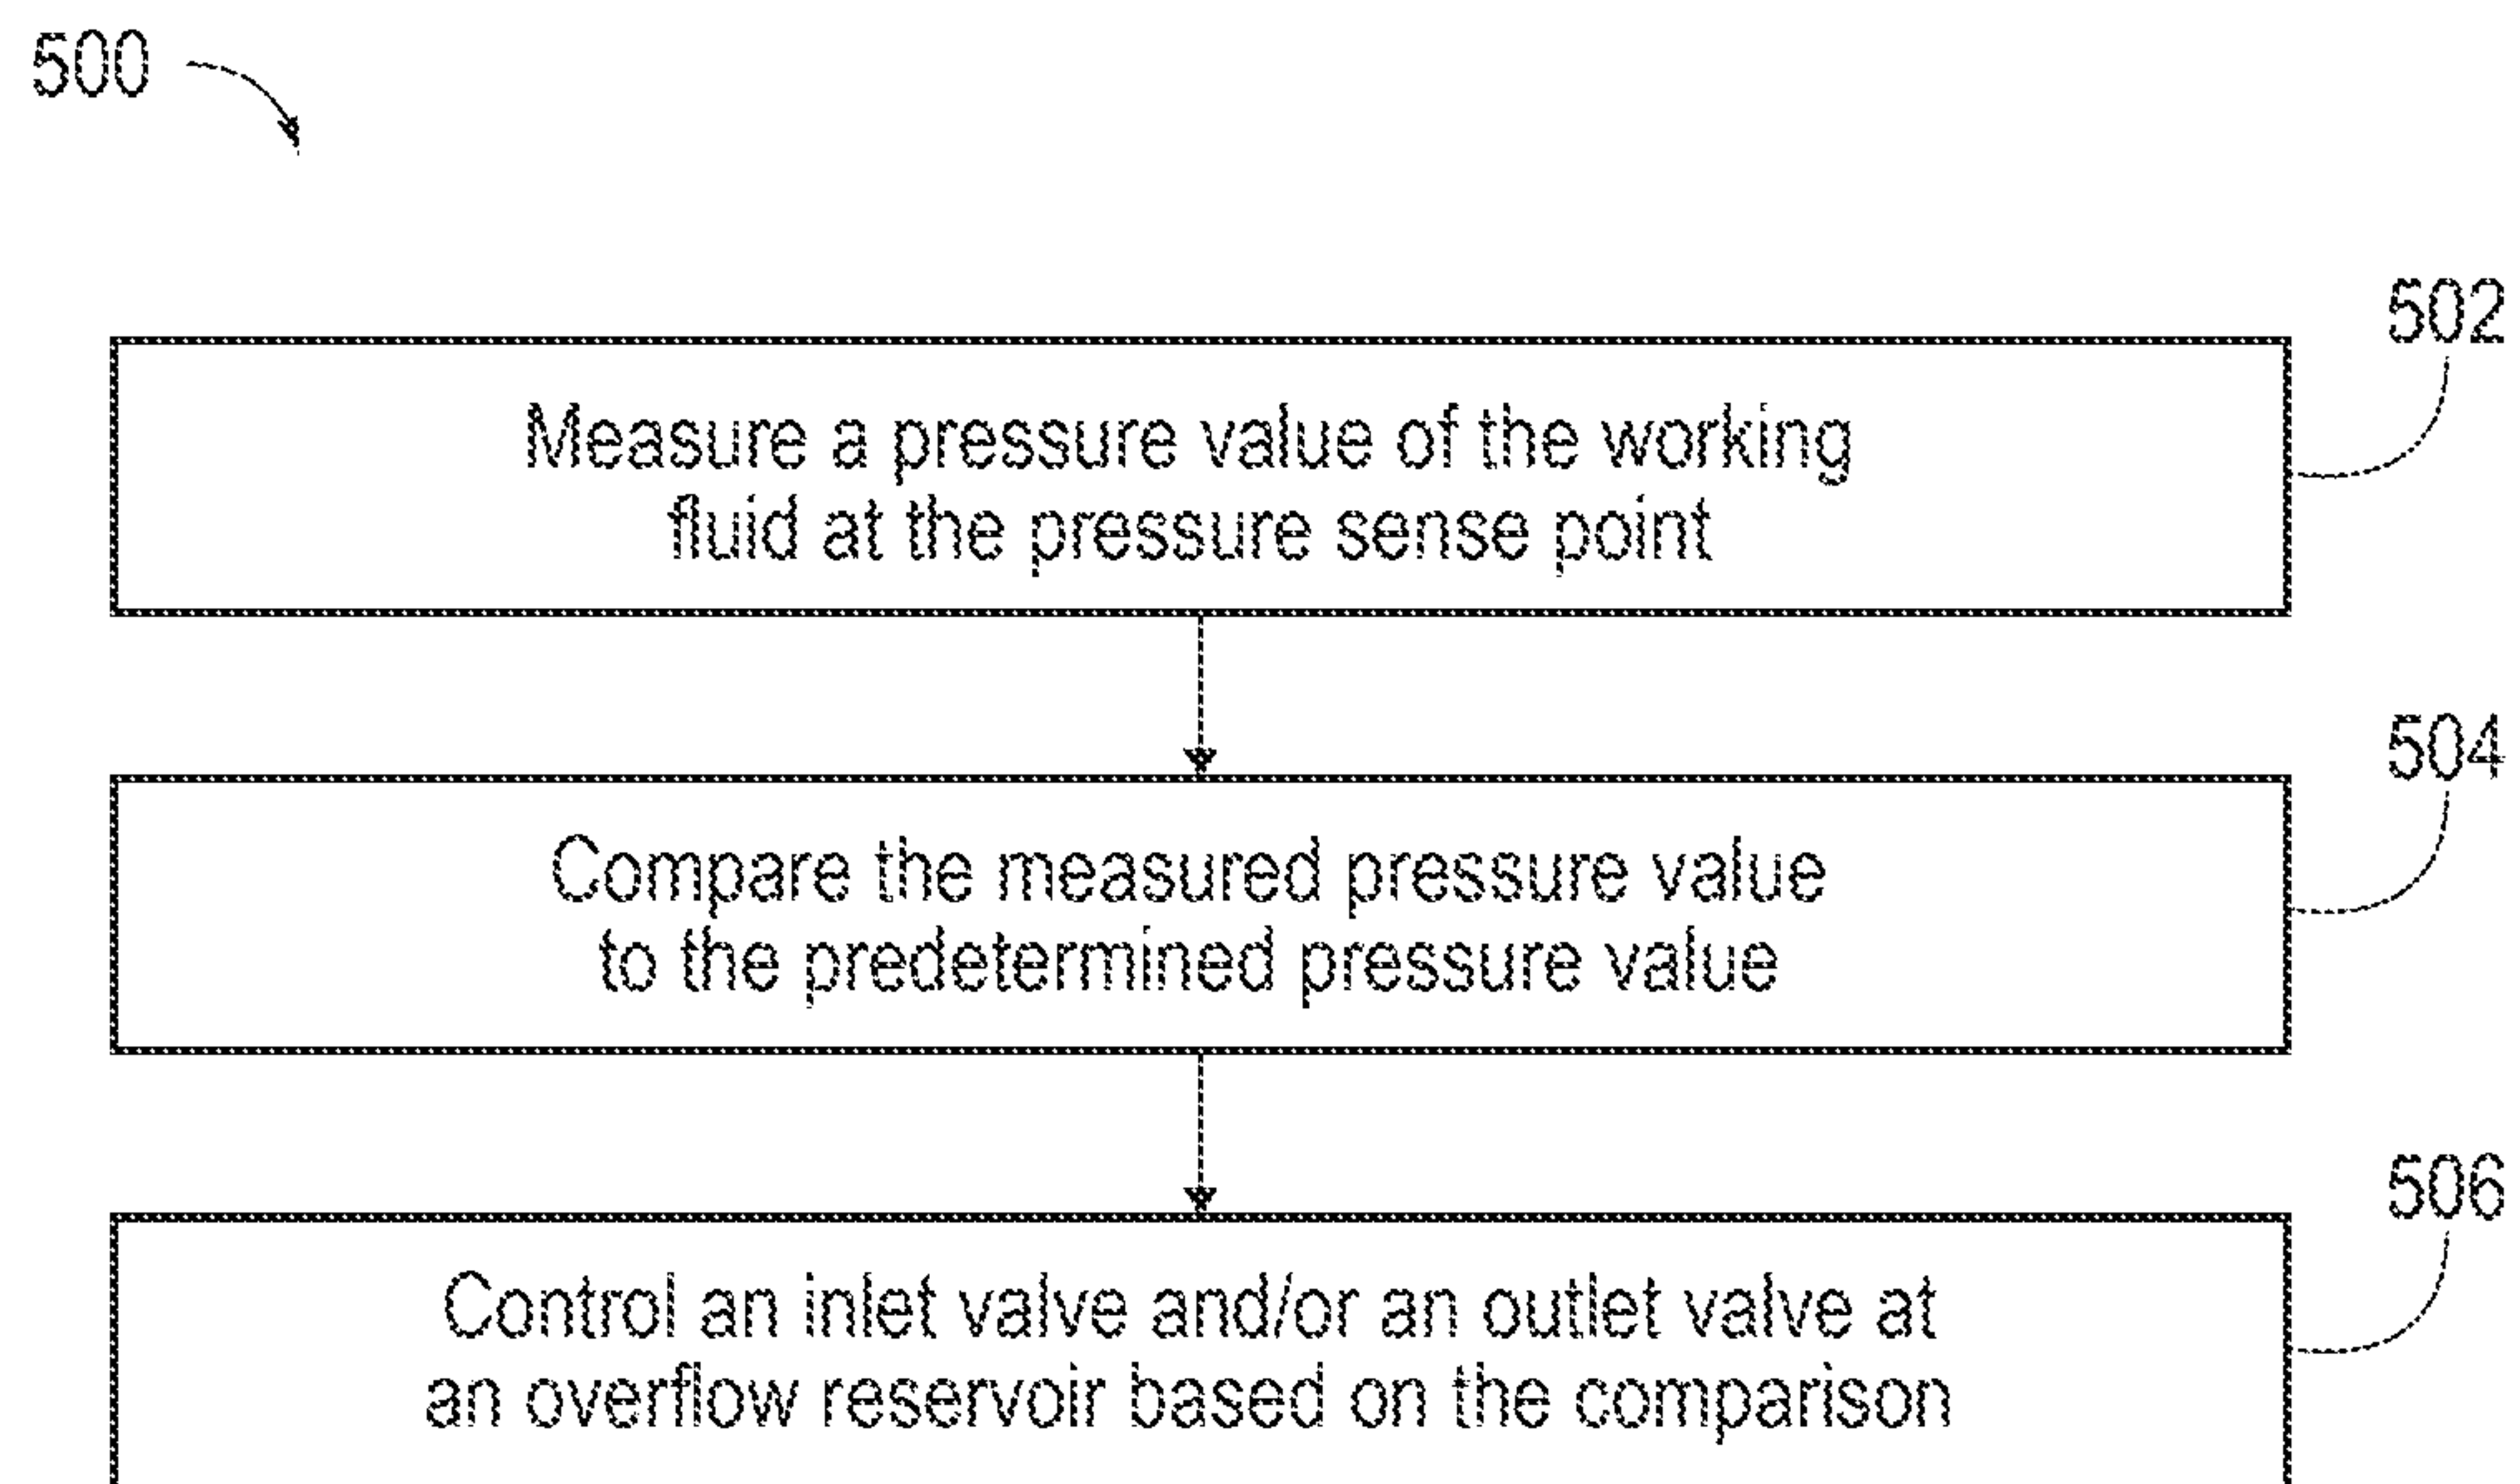 500
502
Measure a pressure value of the working
fluid at the pressure sense point
504
Compare the measured pressure value
to the predetermined pressure value
506
Control an inlet valve and/or an outlet valve at
an overflow reservoir based on the comparison